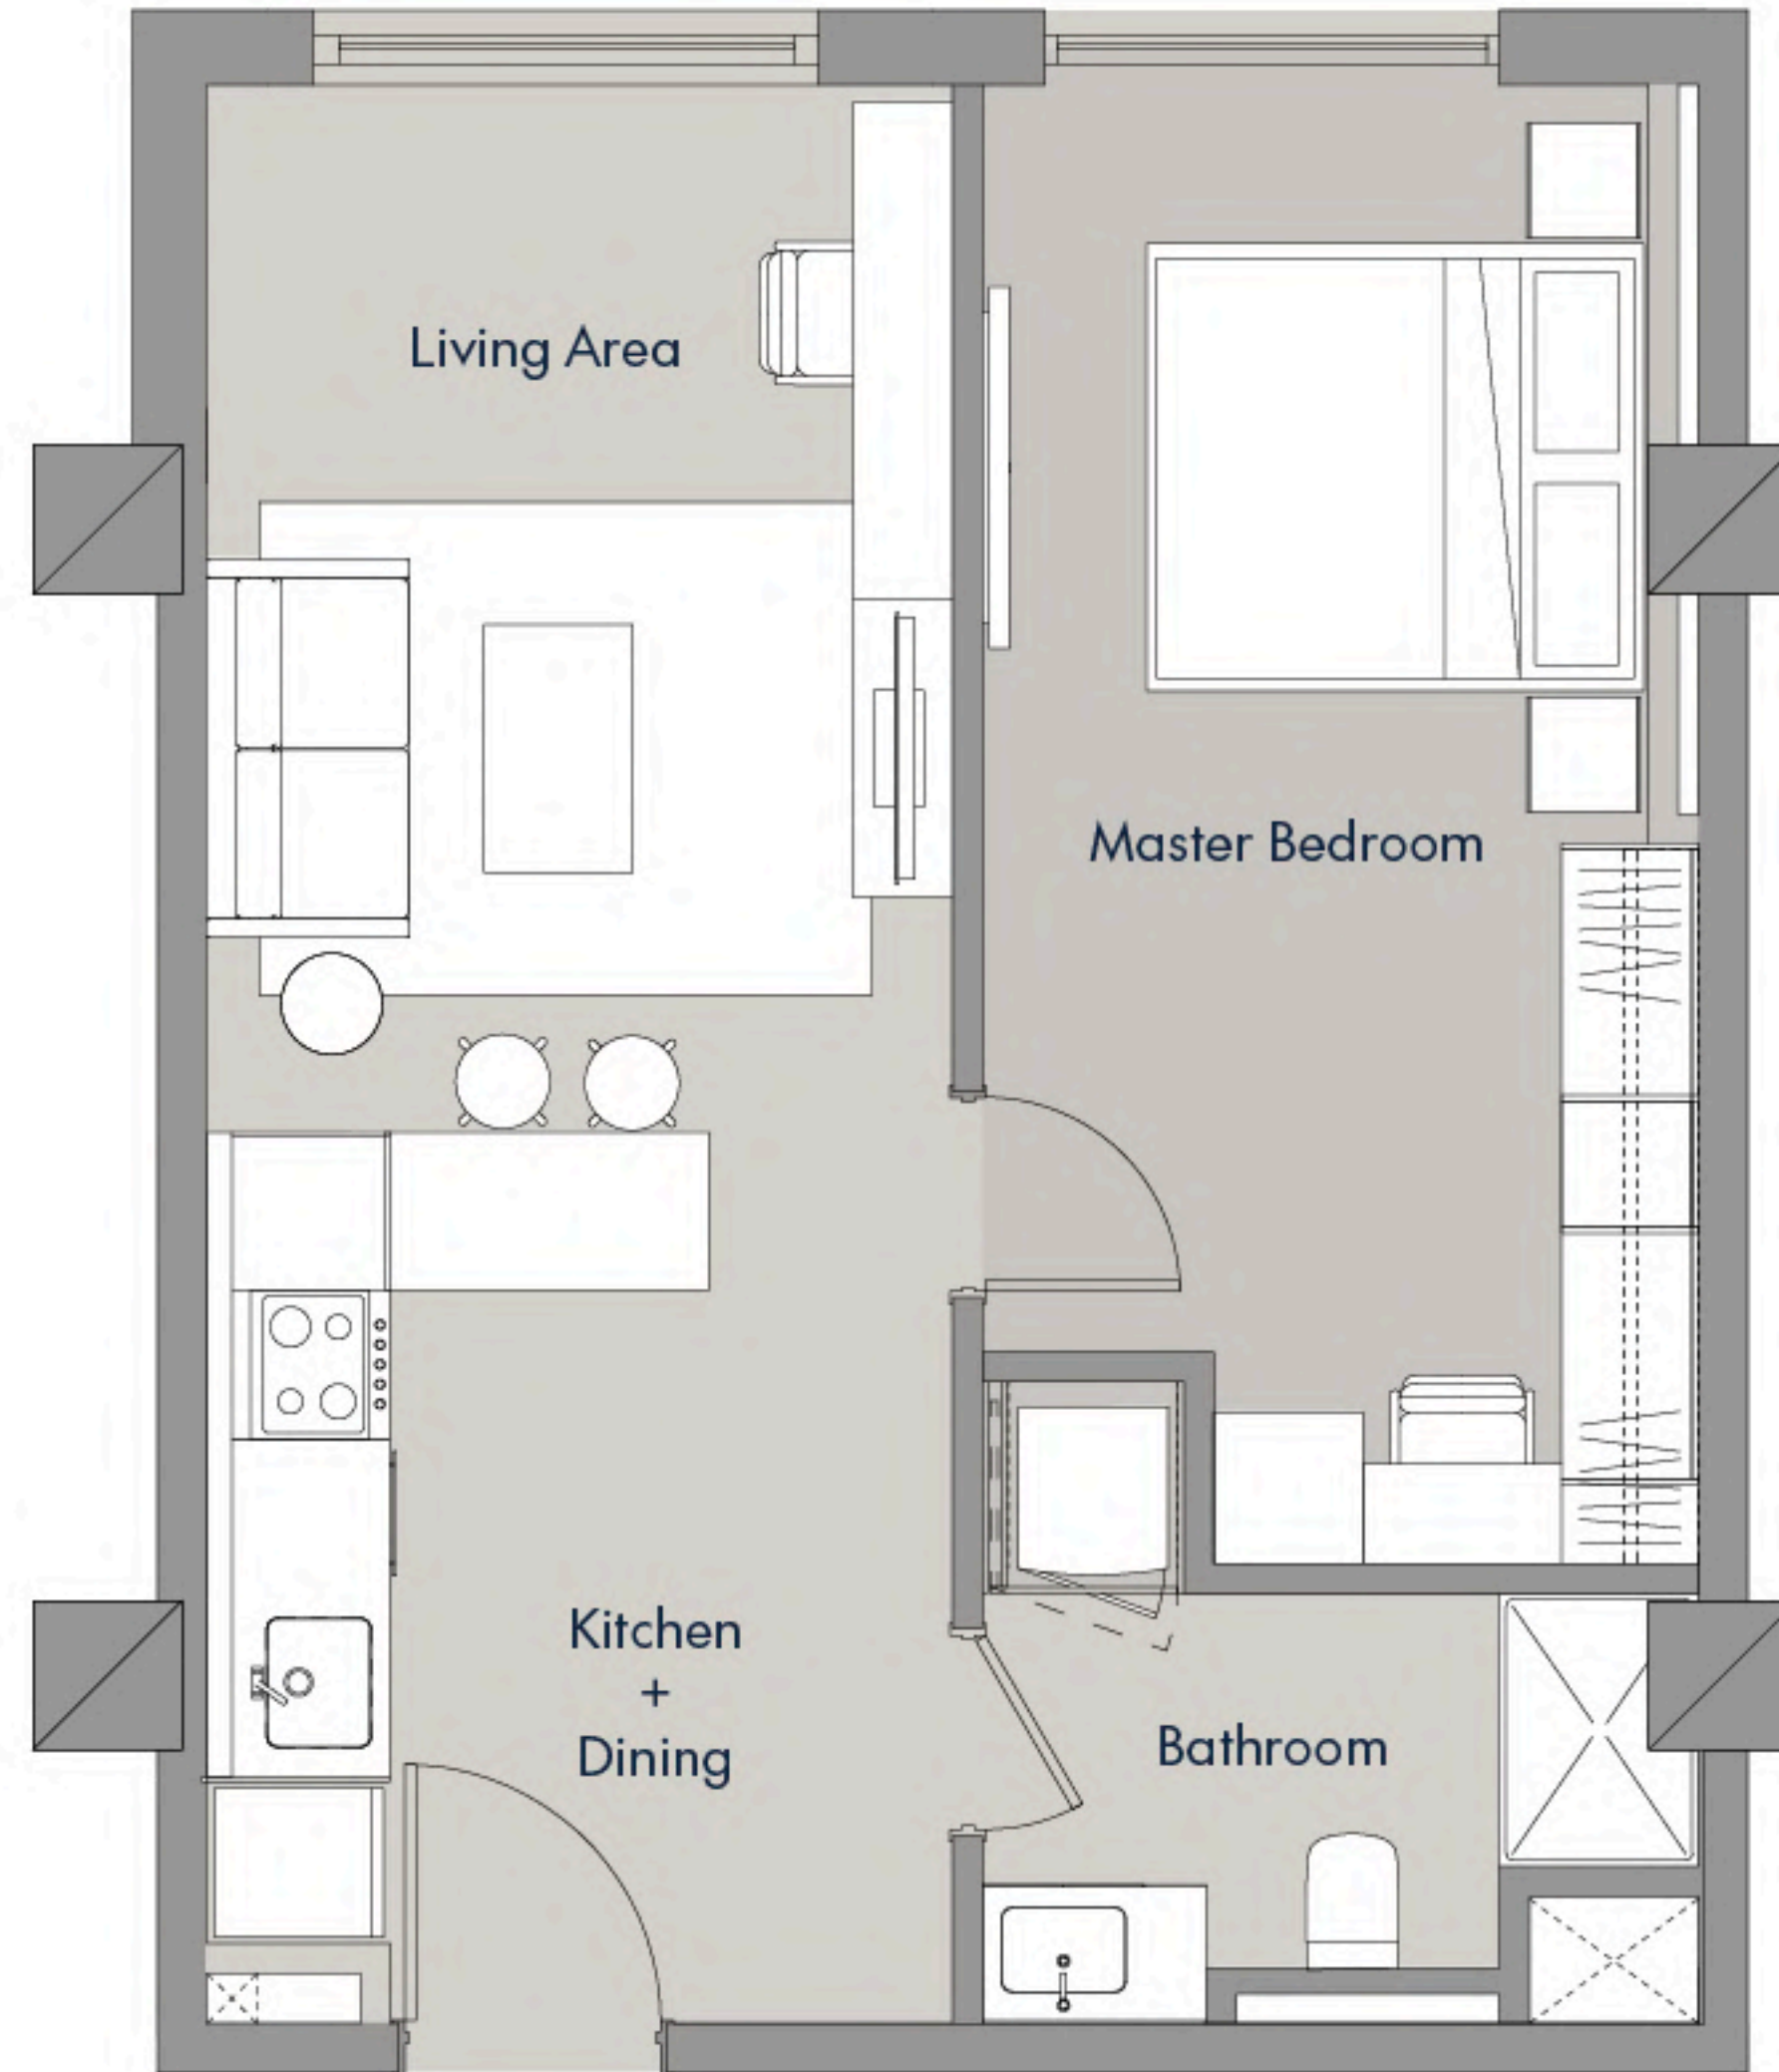 Living Area
Master Bedroom
Kitchen
+
Dining
Bathroom